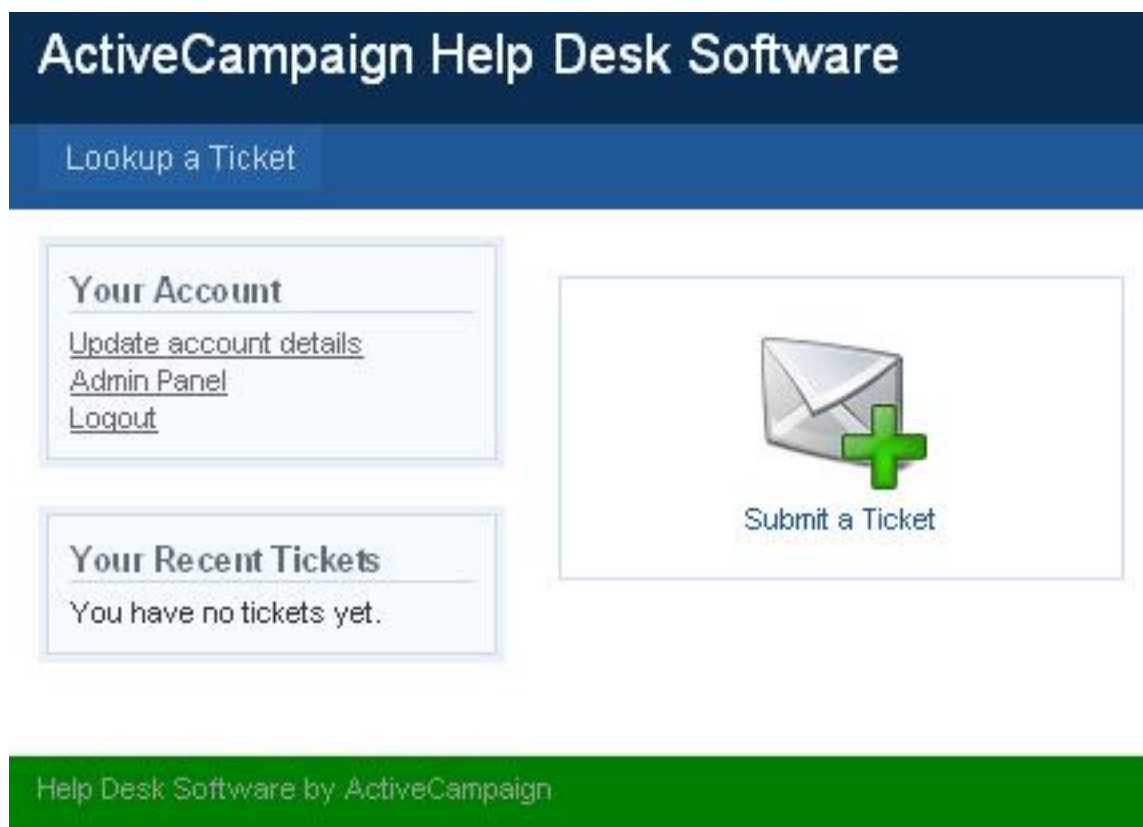 ActiveCampaign Help Desk Software
Lookup a Ticket
Your Account
Update account details
Admin Panel
Logout
Submit a Ticket
Your Recent Tickets
You have no tickets yet.
Help Desk Software by ActiveCampaign